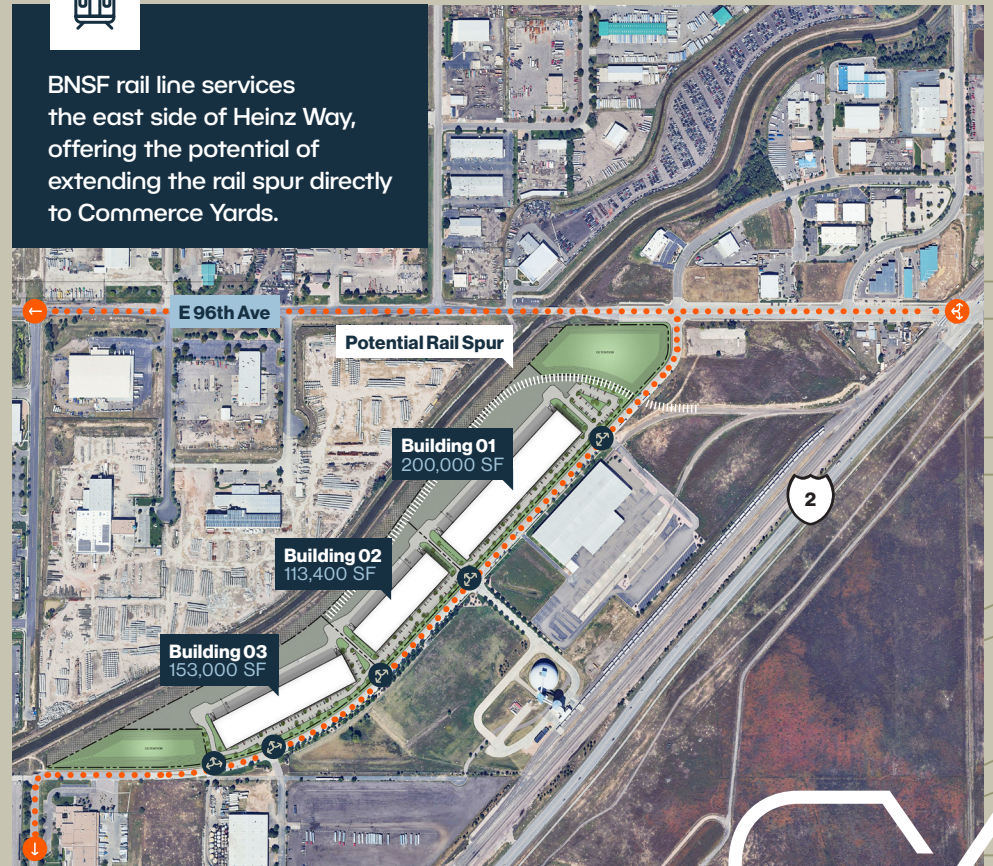 BNSF rail line services
the east side of Heinz Way,
offering the potential of
extending the rail spur directly
to Commerce Yards.
E 96th Ave
Potential Rail Spur
Building 01
200,000 SF
2
Building 02
113,400 SF
Building 03
153,000 SF